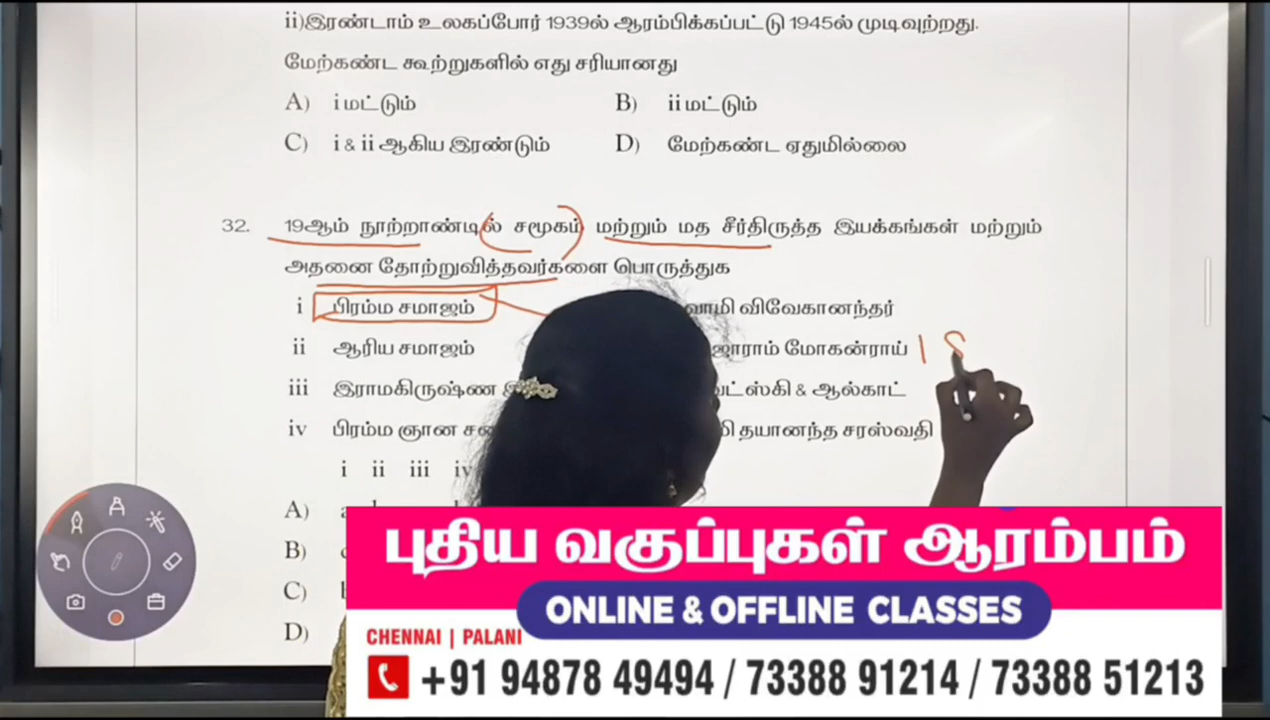 ii)இரண்டாம் உலகப்போர் 1939ல் ஆரம்பிக்கப்பட்டு 1945ல் முடிவுற்றது.
மேற்கண்ட கூற்றுகளில் எது சரியானது
A) i மட்டும் B) ii மட்டும்
C) i & ii ஆகிய இரண்டும் D) மேற்கண்ட ஏதுமில்லை
32. 19ஆம் நூற்றாண்டில் சமூகம் மற்றும் மத சீர்திருத்த இயக்கங்கள் மற்றும்
அதனை தோற்றுவித்தவர்களை பொருத்துக
i பிரம்ம சமாஜம் விவேகானந்தர்
ii ஆரிய சமாஜம் மோகன்ராய் 18
iii இராமகிருஷ்ண & ஆல்காட்
iv பிரம்ம ஞான தயானந்த சரஸ்வதி
i ii iii iv
A)
B)
C)
D)
புதிய வகுப்புகள் ஆரம்பம்
ONLINE & OFFLINE CLASSES
CHENNAI | PALANI
+91 94878 49494 / 73388 91214 / 73388 51213